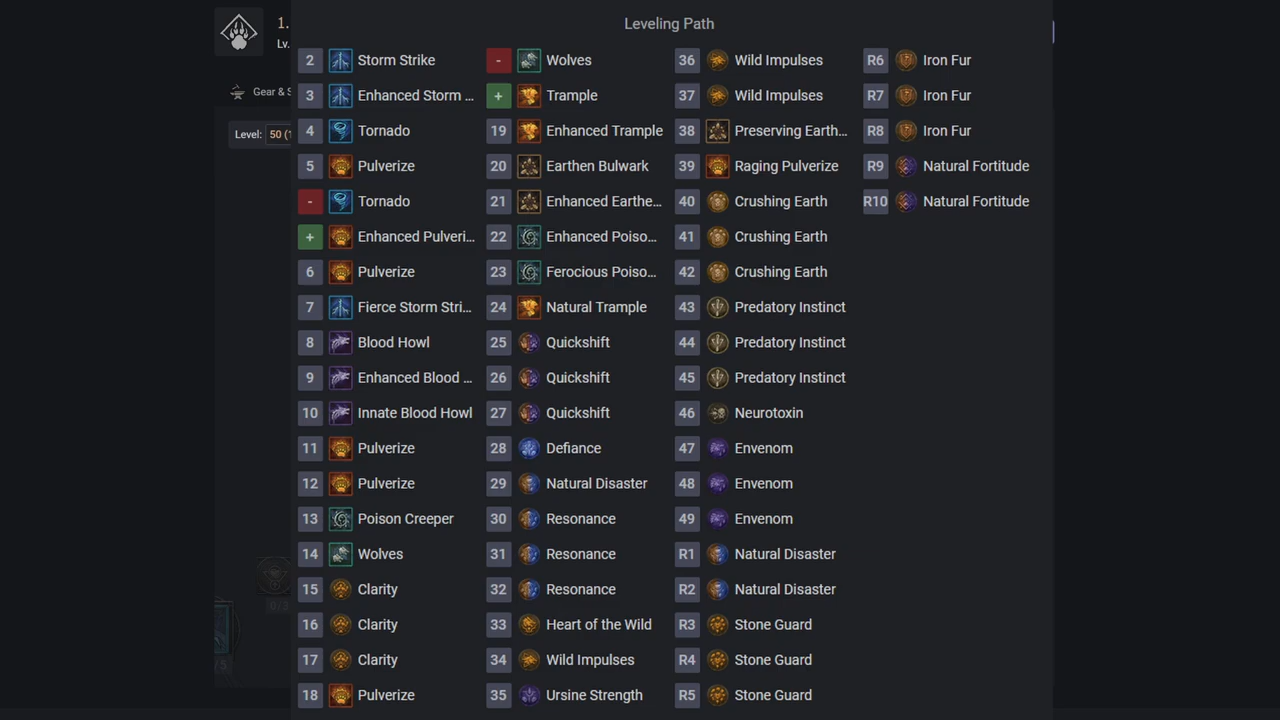 1.
Lv.
Gear & S
Level: 50 (1
0/3
/5
Leveling Path
2 Storm Strike
3 Enhanced Storm ...
4 Tornado
5 Pulverize
- Tornado
+ Enhanced Pulveri...
6 Pulverize
7 Fierce Storm Stri...
8 Blood Howl
9 Enhanced Blood ...
10 Innate Blood Howl
11 Pulverize
12 Pulverize
13 Poison Creeper
14 Wolves
15 Clarity
16 Clarity
17 Clarity
18 Pulverize
- Wolves
+ Trample
19 Enhanced Trample
20 Earthen Bulwark
21 Enhanced Earthe...
22 Enhanced Poiso...
23 Ferocious Poiso...
24 Natural Trample
25 Quickshift
26 Quickshift
27 Quickshift
28 Defiance
29 Natural Disaster
30 Resonance
31 Resonance
32 Resonance
33 Heart of the Wild
34 Wild Impulses
35 Ursine Strength
36 Wild Impulses
37 Wild Impulses
38 Preserving Earth...
39 Raging Pulverize
40 Crushing Earth
41 Crushing Earth
42 Crushing Earth
43 Predatory Instinct
44 Predatory Instinct
45 Predatory Instinct
46 Neurotoxin
47 Envenom
48 Envenom
49 Envenom
R1 Natural Disaster
R2 Natural Disaster
R3 Stone Guard
R4 Stone Guard
R5 Stone Guard
R6 Iron Fur
R7 Iron Fur
R8 Iron Fur
R9 Natural Fortitude
R10 Natural Fortitude